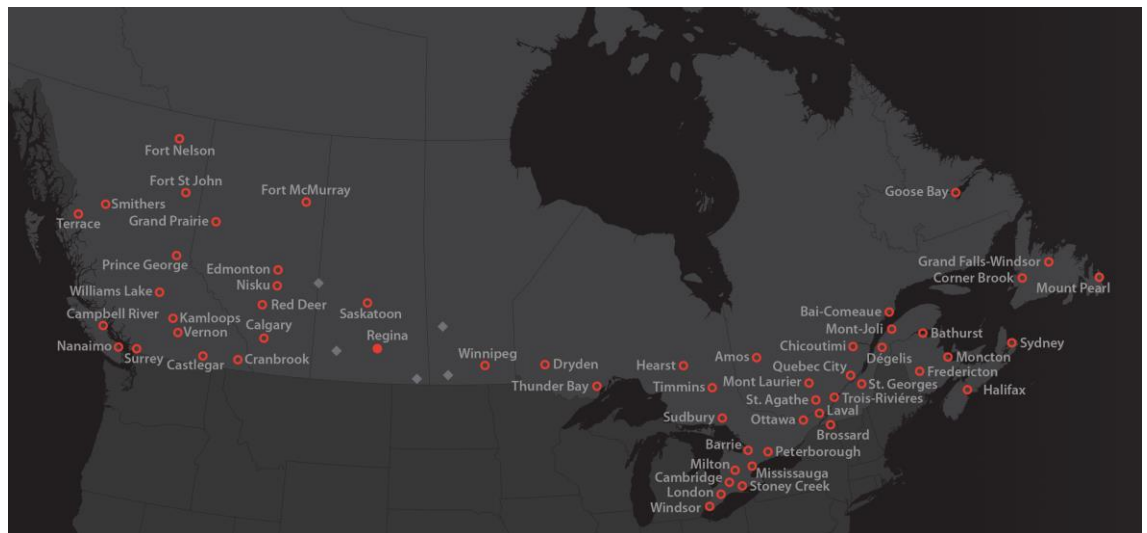 Fort Nelson
Fort St John
Fort McMurray
Smithers
Terrace
Grand Prairie
Goose Bay
Prince George
Edmonton
Nisku
Williams Lake
Red Deer
Saskatoon
Campbell River
Kamloops
Vernon
Calgary
Regina
Nanaimo
Surrey
Castlegar
Cranbrook
Winnipeg
Dryden
Thunder Bay
Hearst
Timmins
Amos
Sudbury
Grand Falls-Windsor
Corner Brook
Mount Pearl
Bai-Comeaue
Mont-Joli
Bathurst
Sydney
Chicoutimi
Dégelis
Moncton
Quebec City
Fredericton
Mont Laurier
St. Georges
Halifax
St. Agathe
Trois-Riviéres
Ottawa
Laval
Brossard
Barrie
Peterborough
Milton
Mississauga
Cambridge
Stoney Creek
London
Windsor